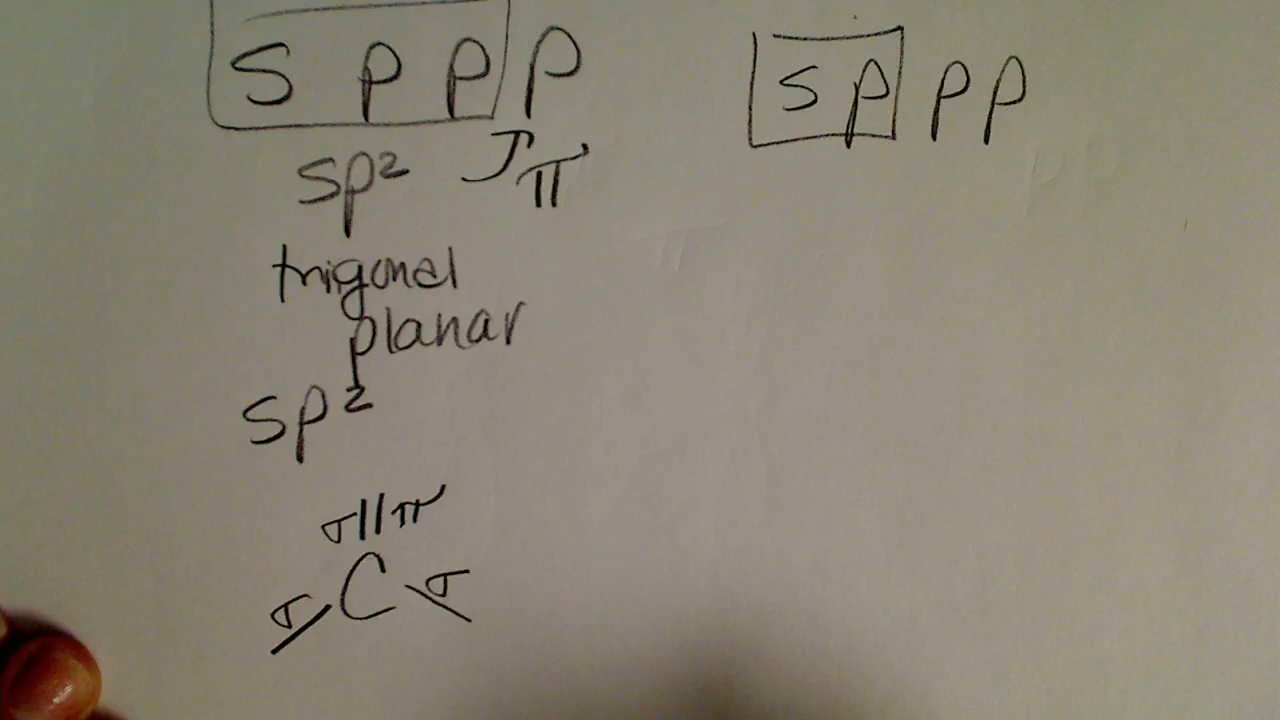 s p p p
sp²
π
trigonal
planar
sp²
σ||π
σ C σ
s p p p